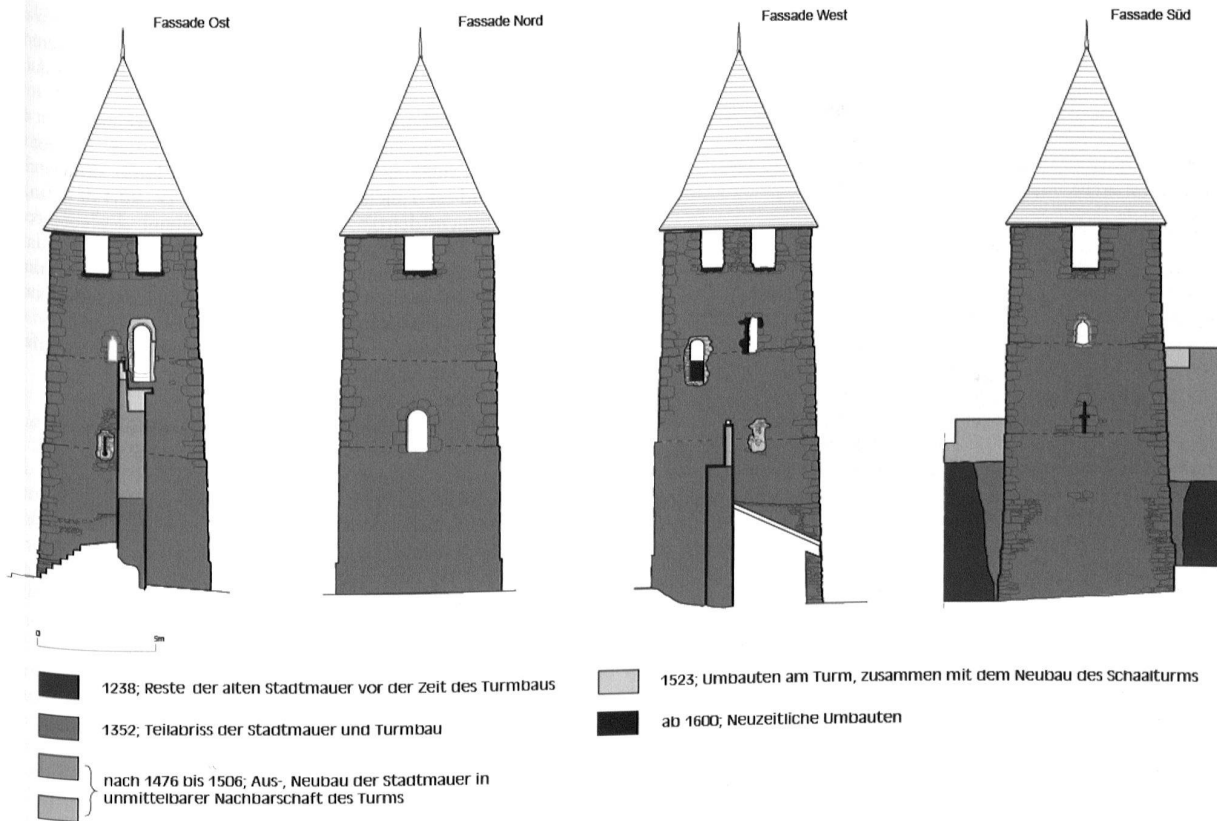 Fassade Ost
Fassade Nord
Fassade West
Fassade Süd
0
5m
1238; Reste der alten Stadtmauer vor der Zeit des Turmbaus
1352; Teilabriss der Stadtmauer und Turmbau
nach 1476 bis 1506; Aus-, Neubau der Stadtmauer in
unmittelbarer Nachbarschaft des Turms
1523; Umbauten am Turm, zusammen mit dem Neubau des Schaalturms
ab 1600; Neuzeitliche Umbauten